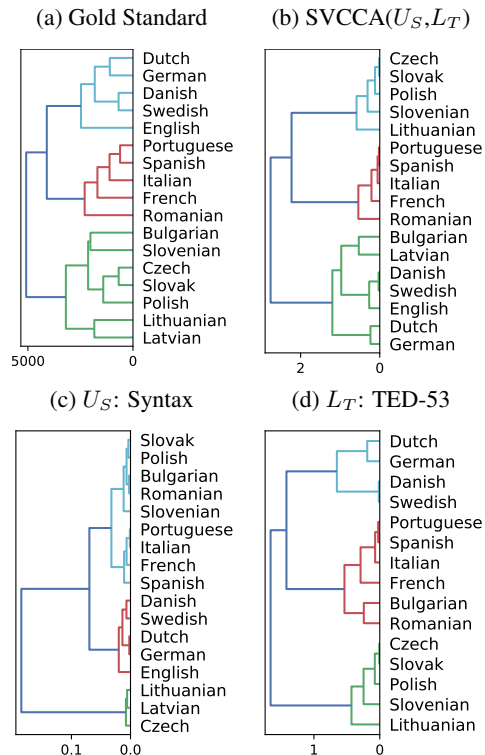 (a) Gold Standard
Dutch
German
Danish
Swedish
English
Portuguese
Spanish
Italian
French
Romanian
Bulgarian
Slovenian
Czech
Slovak
Polish
Lithuanian
Latvian
5000 0
(b) SVCCA(U_S,L_T)
Czech
Slovak
Polish
Slovenian
Lithuanian
Portuguese
Spanish
Italian
French
Romanian
Bulgarian
Latvian
Danish
Swedish
English
Dutch
German
2 0
(c) U_S: Syntax
Slovak
Polish
Bulgarian
Romanian
Slovenian
Portuguese
Italian
French
Spanish
Danish
Swedish
Dutch
German
English
Lithuanian
Latvian
Czech
0.1 0.0
(d) L_T: TED-53
Dutch
German
Danish
Swedish
Portuguese
Spanish
Italian
French
Bulgarian
Romanian
Czech
Slovak
Polish
Slovenian
Lithuanian
1 0